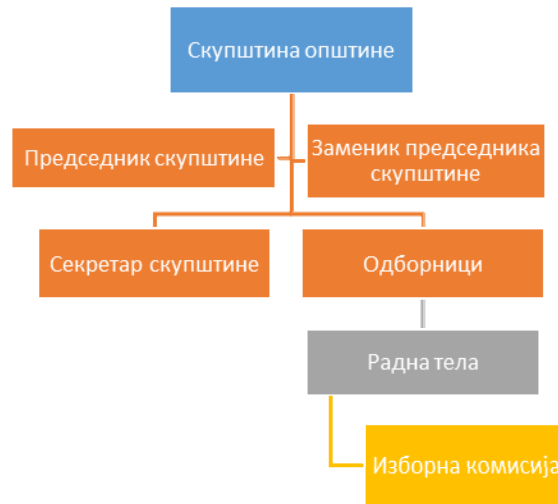 Скупштина општине
Председник скупштине
Заменик председника
скупштине
Секретар скупштине
Одборници
Радна тела
Изборна комисија